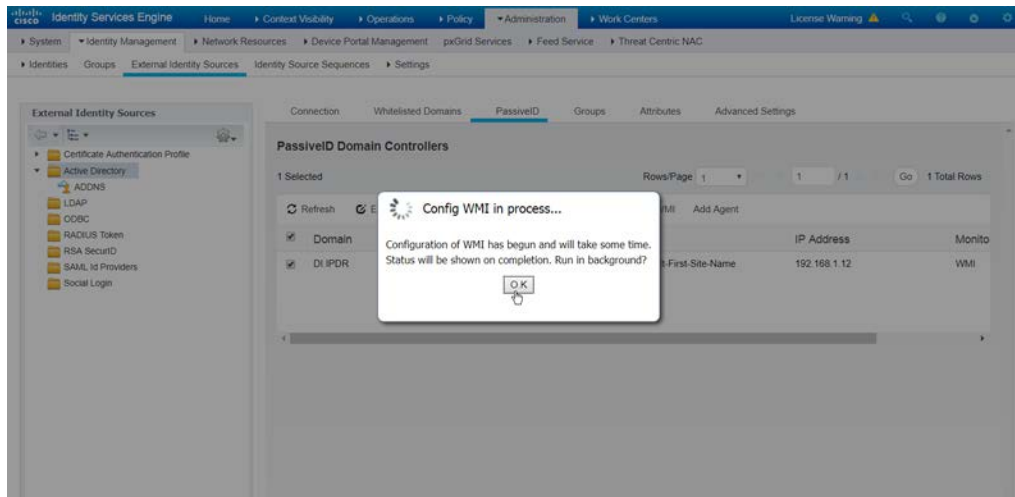 cisco Identity Services Engine Home Context Visibility Operations Policy Administration Work Centers License Warning
System Identity Management Network Resources Device Portal Management pxGrid Services Feed Service Threat Centric NAC
Identities Groups External Identity Sources Identity Source Sequences Settings
External Identity Sources
Certificate Authentication Profile
Active Directory
ADDNS
LDAP
ODBC
RADIUS Token
RSA SecurID
SAML Id Providers
Social Login
Connection Whitelisted Domains PassiveID Groups Attributes Advanced Settings
PassiveID Domain Controllers
1 Selected Rows/Page 1 1 / 1 Go 1 Total Rows
Refresh E Add Agent
Domain IP Address Monito
DI IPDR t-First-Site-Name 192.168.1.12 WMI
Config WMI in process...
Configuration of WMI has begun and will take some time.
Status will be shown on completion. Run in background?
OK